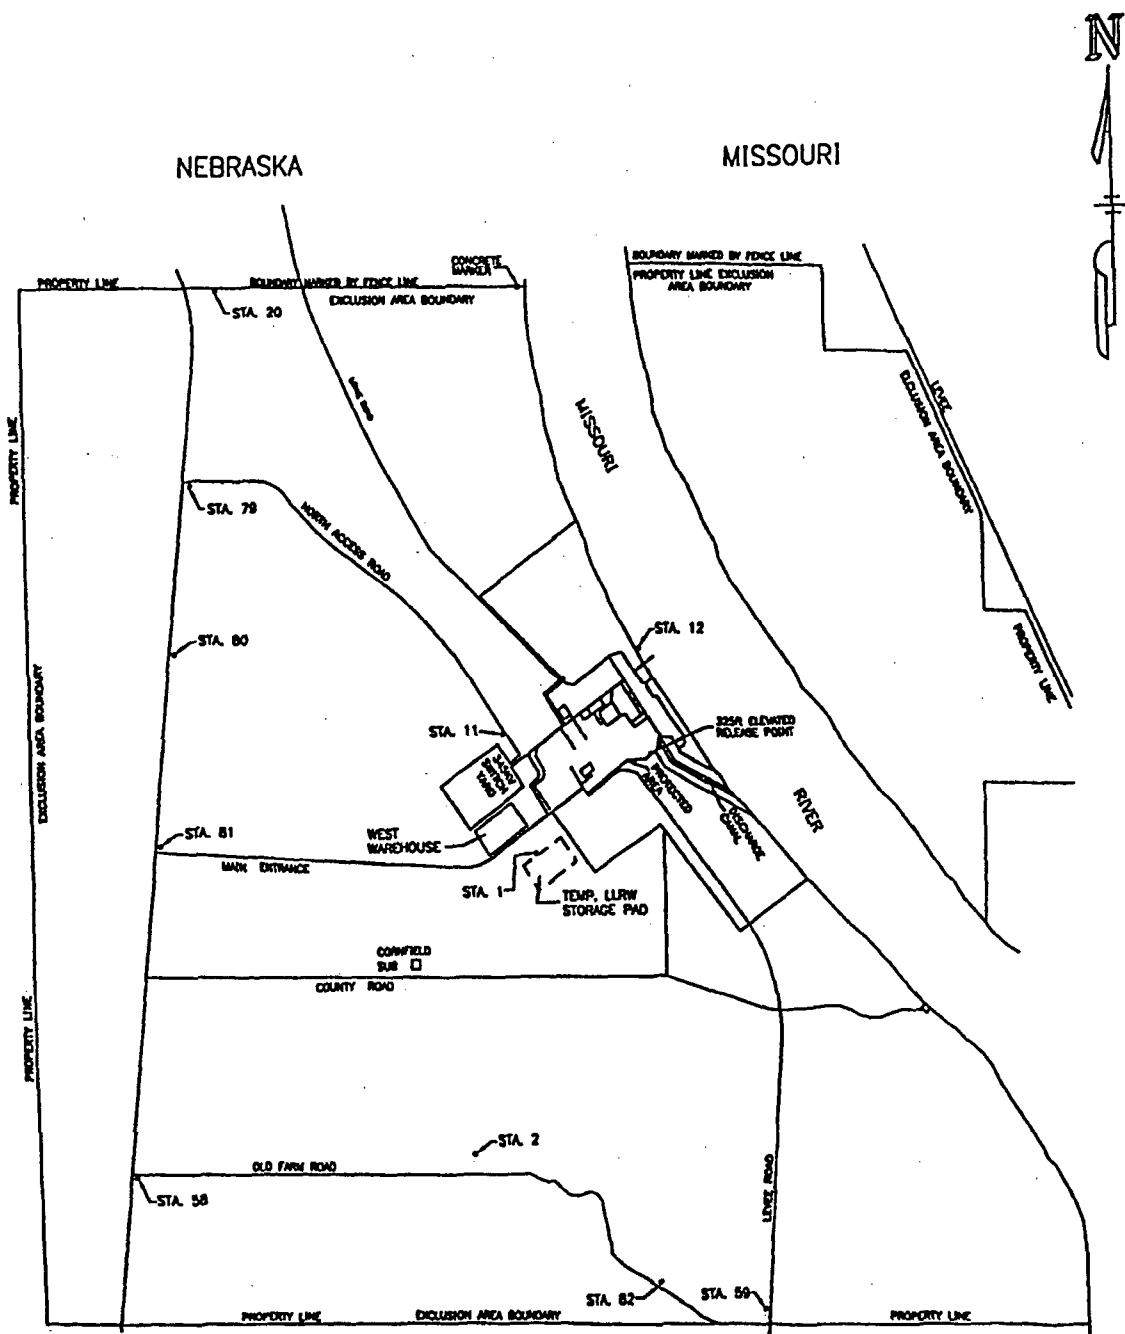 N
NEBRASKA
MISSOURI
PROPERTY LINE
BOUNDARY MARKED BY FENCE LINE
EXCLUSION AREA BOUNDARY
CONCRETE
MARKER
BOUNDARY MARKED BY FENCE LINE
PROPERTY LINE EXCLUSION
AREA BOUNDARY
STA. 20
LEVEE ROAD
MISSOURI
LEVEE
EXCLUSION AREA BOUNDARY
PROPERTY LINE
STA. 79
NORTH ACCESS ROAD
STA. 80
STA. 12
PROPERTY LINE
EXCLUSION AREA BOUNDARY
STA. 11
325ft ELEVATED
RELEASE POINT
345KV
SWITCH
YARD
PROTECTED
AREA
DISCHARGE
CANAL
RIVER
STA. 81
WEST
WAREHOUSE
MAIN ENTRANCE
STA. 1
TEMP. LLRW
STORAGE PAD
CORNFIELD
SUB
COUNTY ROAD
PROPERTY LINE
STA. 2
OLD FARM ROAD
STA. 58
LEVEE ROAD
STA. 82
STA. 59
PROPERTY LINE
EXCLUSION AREA BOUNDARY
PROPERTY LINE